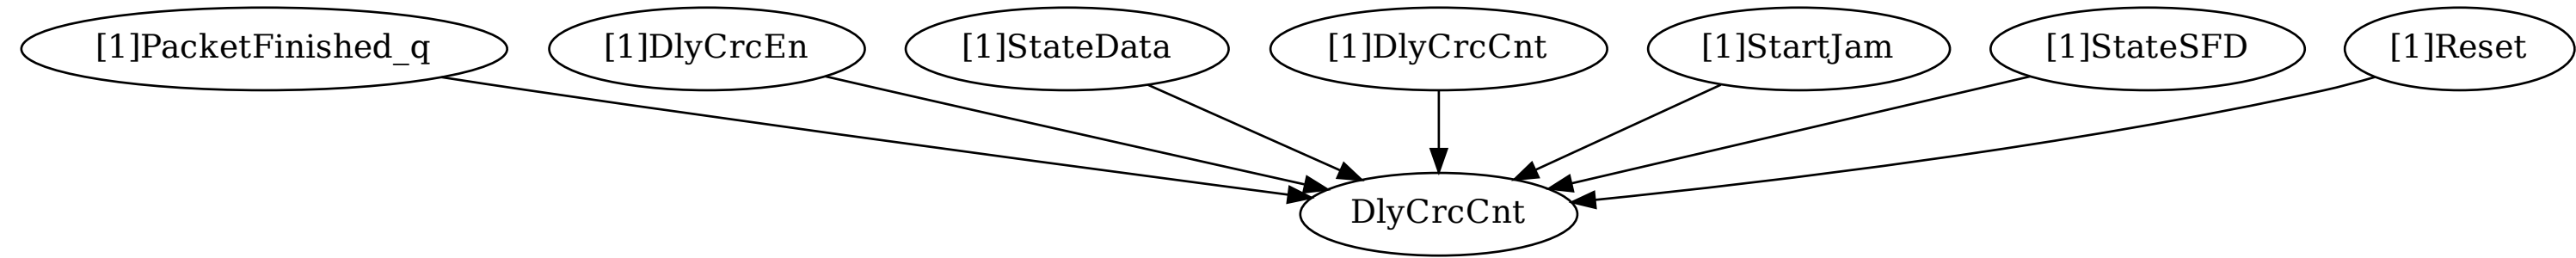 [1]PacketFinished_q
[1]DlyCrcEn
[1]StateData
[1]DlyCrcCnt
[1]StartJam
[1]StateSFD
[1]Reset
DlyCrcCnt